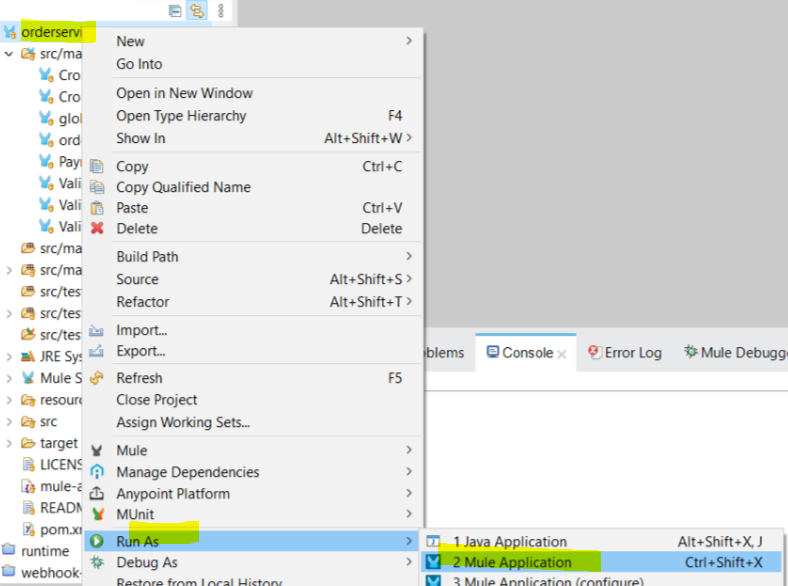 orderservi
src/ma
Cro
Cro
glo
ord
Pay
Vali
Vali
Vali
src/ma
src/ma
src/tes
src/tes
src/tes
JRE Sys
Mule S
resourc
src
target
LICENS
mule-a
READM
pom.xm
runtime
webhook-
New
Go Into
Open in New Window
Open Type Hierarchy F4
Show In Alt+Shift+W
Copy Ctrl+C
Copy Qualified Name
Paste Ctrl+V
Delete Delete
Build Path
Source Alt+Shift+S
Refactor Alt+Shift+T
Import...
Export...
Refresh F5
Close Project
Assign Working Sets...
Mule
Manage Dependencies
Anypoint Platform
MUnit
Run As
Debug As
Restore from Local History...
oblems Console Error Log Mule Debugge
1 Java Application Alt+Shift+X, J
2 Mule Application Ctrl+Shift+X
3 Mule Application (configure)